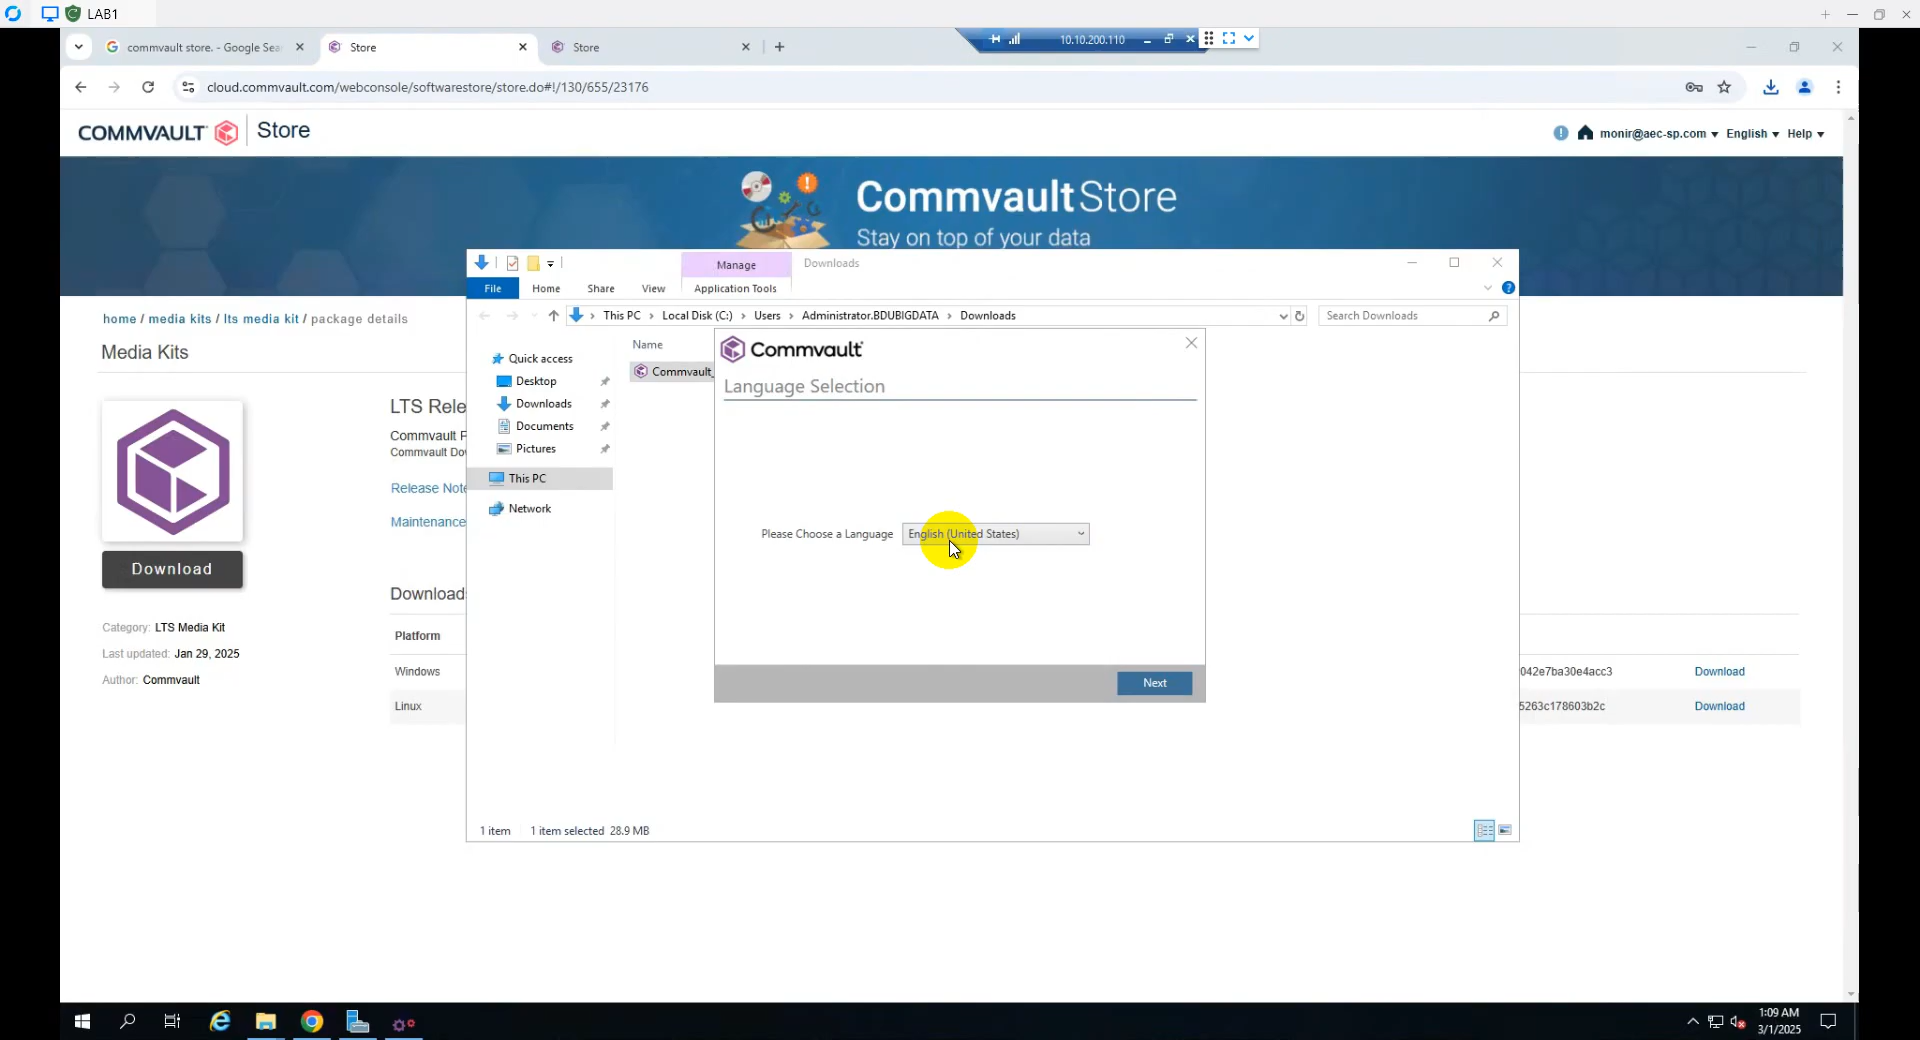 LAB1
commvault store. - Google Sea
Store
Store
10.10.200.110
cloud.commvault.com/webconsole/softwarestore/store.do#!/130/655/23176
COMMVAULT Store
monir@aec-sp.com English Help
Commvault Store
Stay on top of your data
home / media kits / lts media kit / package details
Media Kits
Download
Category: LTS Media Kit
Last updated: Jan 29, 2025
Author: Commvault
LTS Rele
Commvault P
Commvault Dow
Release Note
Maintenance
Download
Platform
Windows
Linux
042e7ba30e4acc3 Download
5263c178603b2c Download
Manage
Downloads
File Home Share View Application Tools
This PC Local Disk (C:) Users Administrator.BDUBIGDATA Downloads
Search Downloads
Quick access
Desktop
Downloads
Documents
Pictures
This PC
Network
Name
Commvault_
Commvault
Language Selection
Please Choose a Language English (United States)
Next
1 item 1 item selected 28.9 MB
1:09 AM
3/1/2025